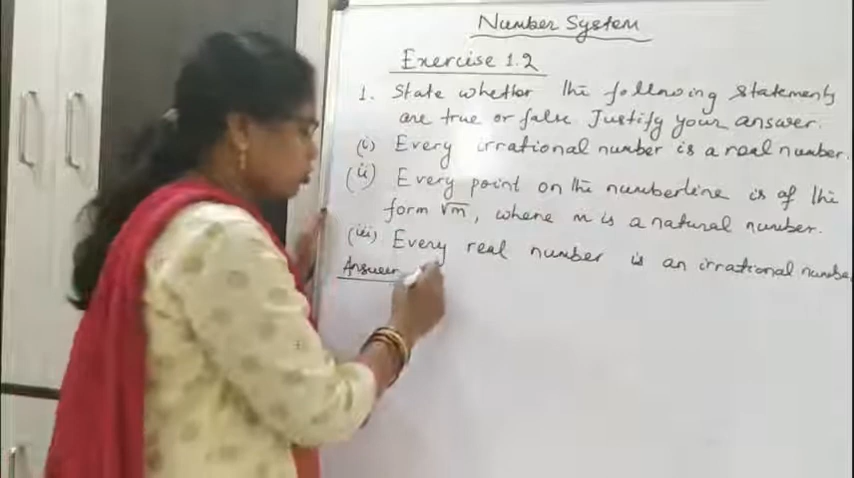 Number System
Exercise 1.2
1. State whether the following statements
are true or false Justify your answer.
(i) Every irrational number is a real number.
(ii) Every point on the numberline is of the
form √m, where m is a natural number.
(iii) Every real number is an irrational number
Answer